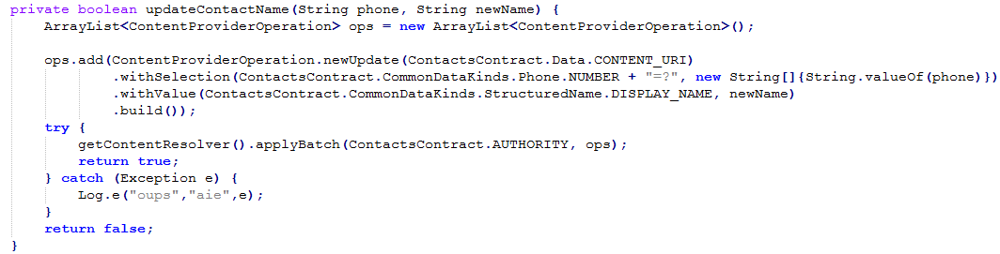 private boolean updateContactName(String phone, String newName) {
    ArrayList<ContentProviderOperation> ops = new ArrayList<ContentProviderOperation>();

    ops.add(ContentProviderOperation.newUpdate(ContactsContract.Data.CONTENT_URI)
            .withSelection(ContactsContract.CommonDataKinds.Phone.NUMBER + "=?", new String[]{String.valueOf(phone)})
            .withValue(ContactsContract.CommonDataKinds.StructuredName.DISPLAY_NAME, newName)
            .build());
    try {
        getContentResolver().applyBatch(ContactsContract.AUTHORITY, ops);
        return true;
    } catch (Exception e) {
        Log.e("oups","aie",e);
    }
    return false;
}